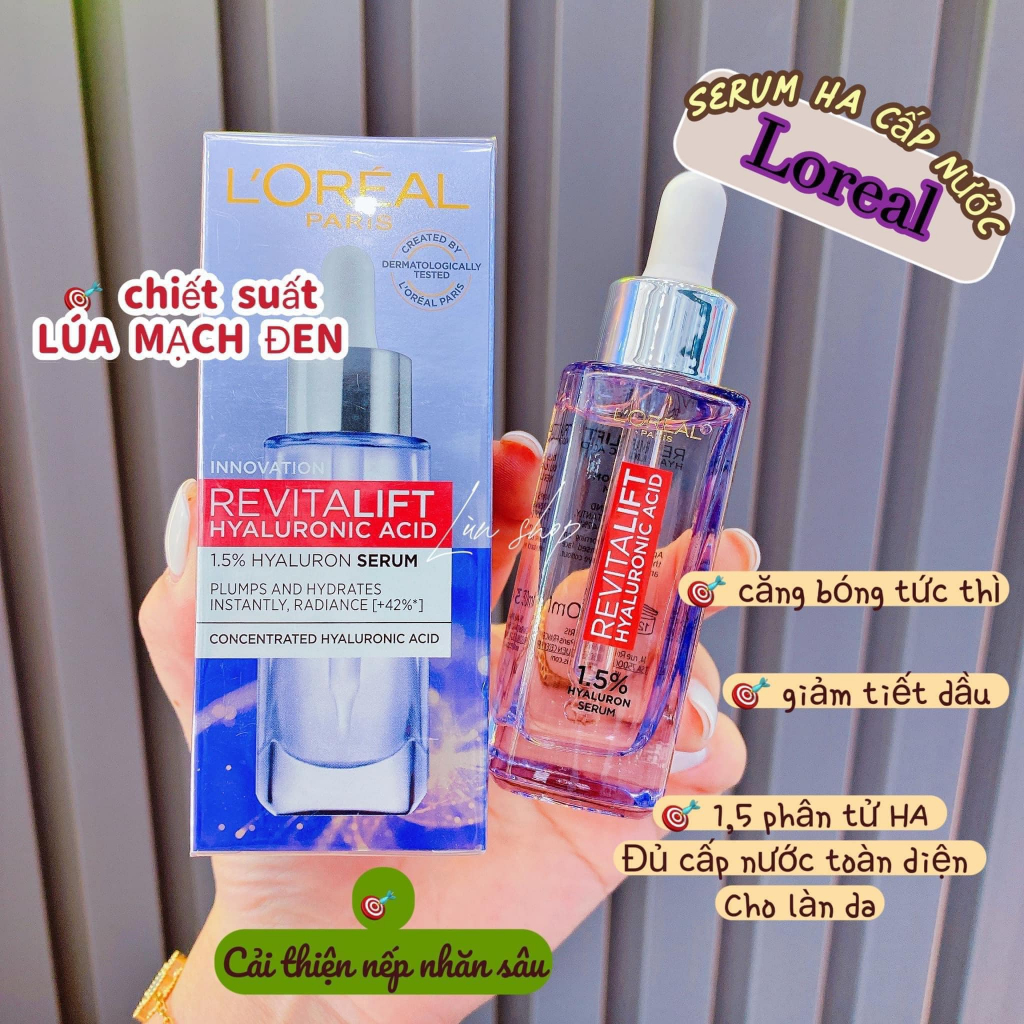 SERUM HA CẤP NƯỚC
Loreal
L'ORÉAL
PARIS
CREATED BY
DERMATOLOGICALLY
TESTED
L'ORÉAL PARIS
chiết suất
LÚA MẠCH ĐEN
INNOVATION
REVITALIFT
HYALURONIC ACID
1.5% HYALURON SERUM
PLUMPS AND HYDRATES
INSTANTLY, RADIANCE [+42%*]
CONCENTRATED HYALURONIC ACID
Lùn shop
L'ORÉAL
PARIS
REVITALIFT
HYALURONIC ACID
1.5%
HYALURON
SERUM
căng bóng tức thì
giảm tiết dầu
1,5 phân tử HA
Đủ cấp nước toàn diện
Cho làn da
Cải thiện nếp nhăn sâu